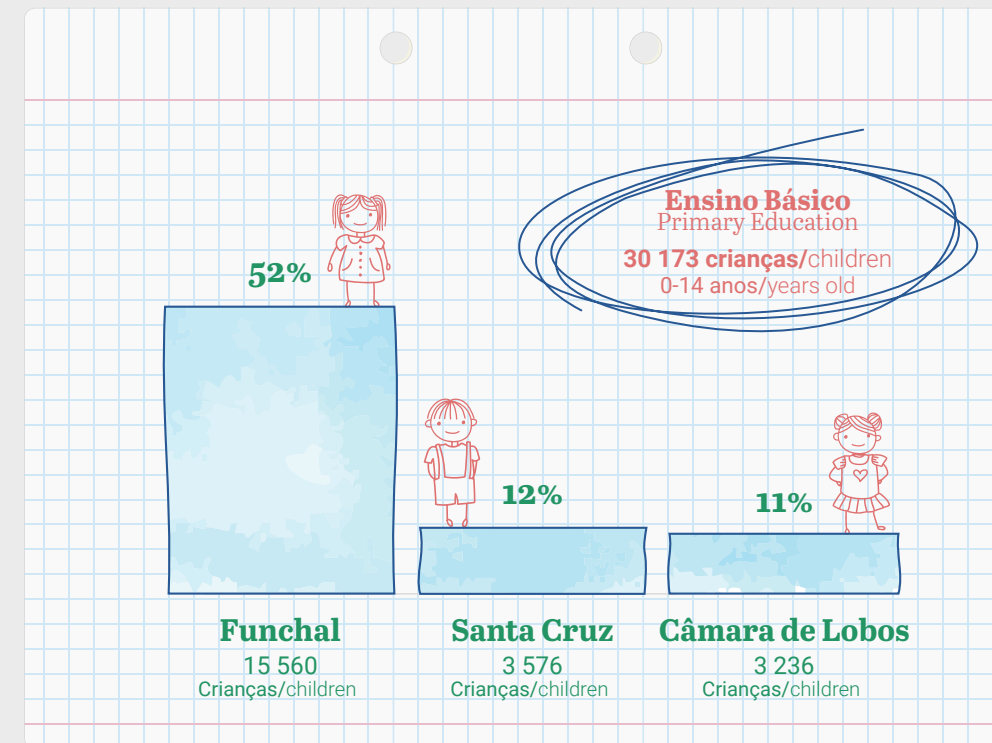 Ensino Básico
Primary Education
30 173 crianças/children
0-14 anos/years old
52%
12%
11%
Funchal
15 560
Crianças/children
Santa Cruz
3 576
Crianças/children
Câmara de Lobos
3 236
Crianças/children